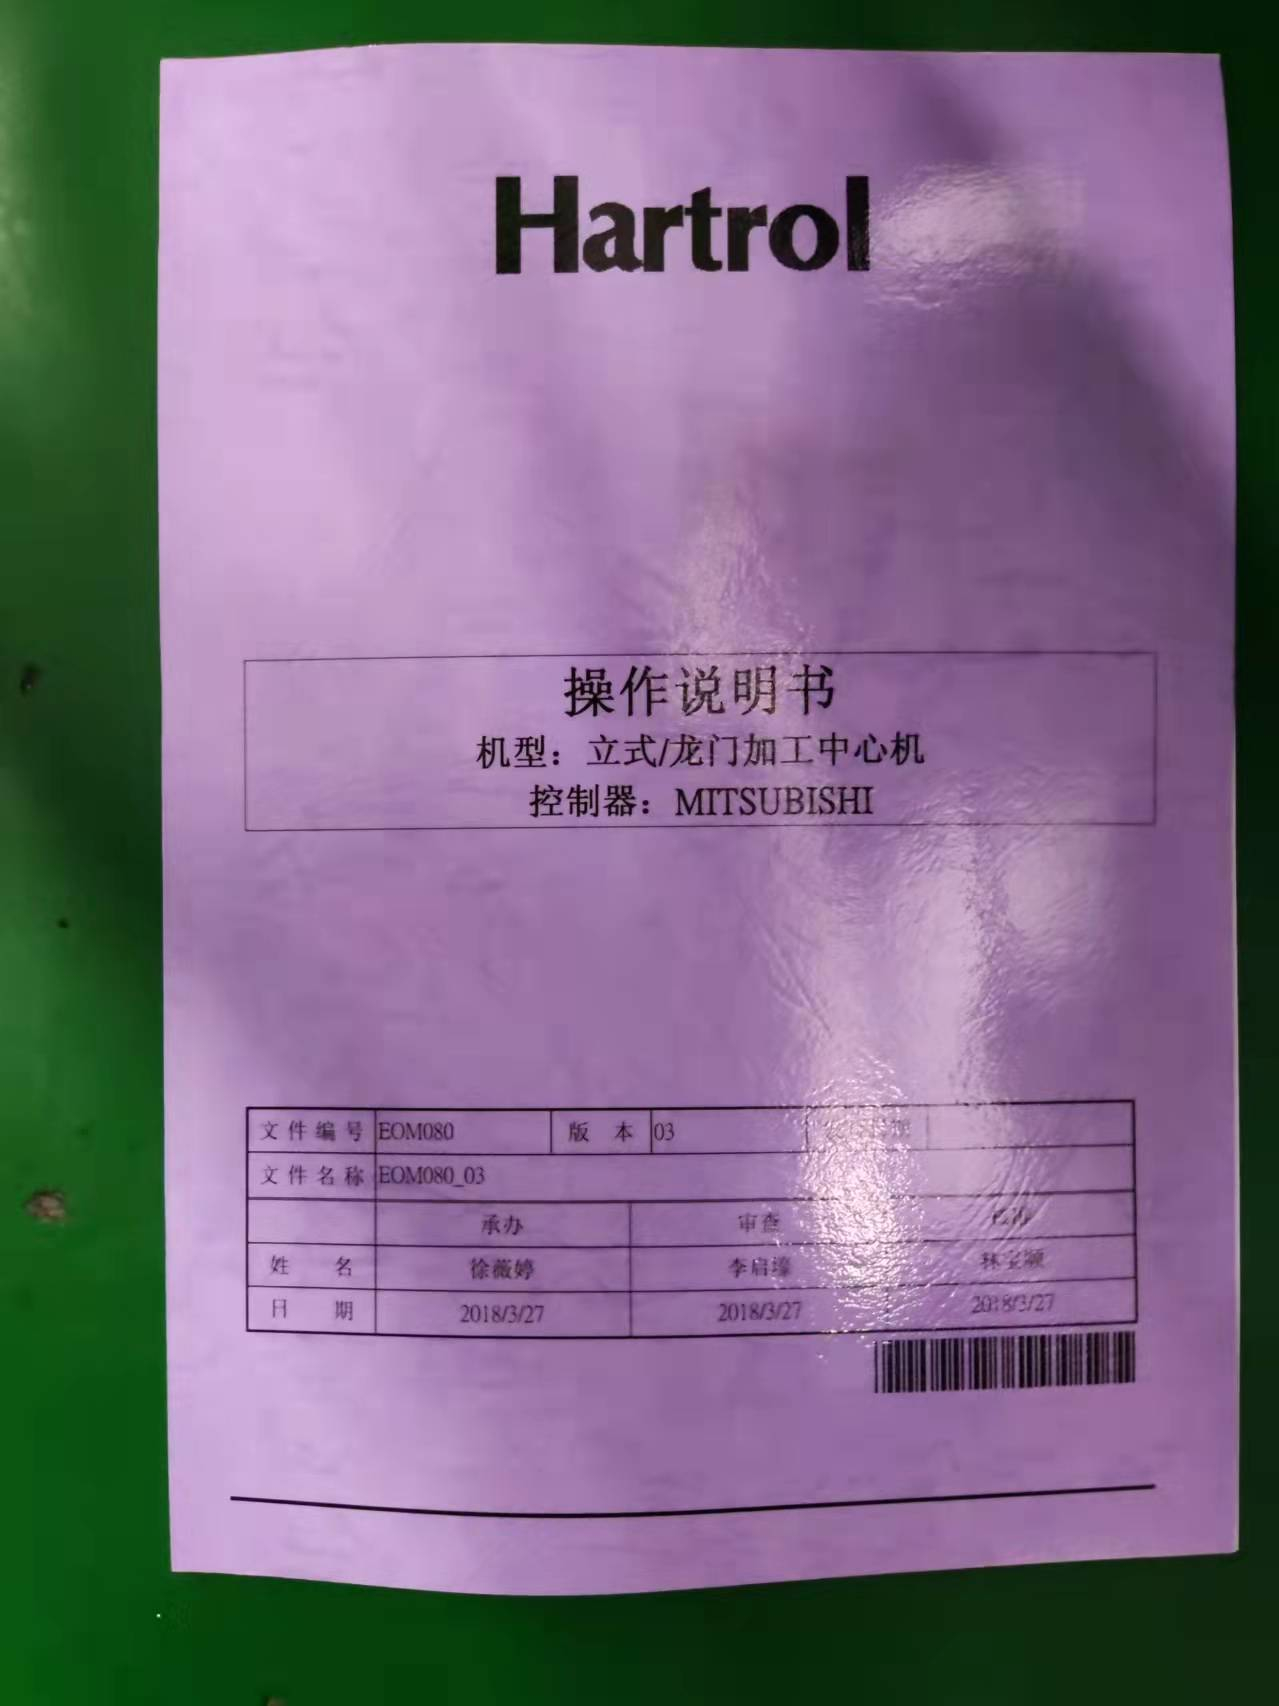 Hartrol
操作说明书
机型：立式/龙门加工中心机
控制器：MITSUBISHI
文件编号 EOM080 版本 03
文件名称 EOM080_03
承办 审查
姓名 徐薇婷 李启
日期 2018/3/27 2018/3/27 2018/3/27